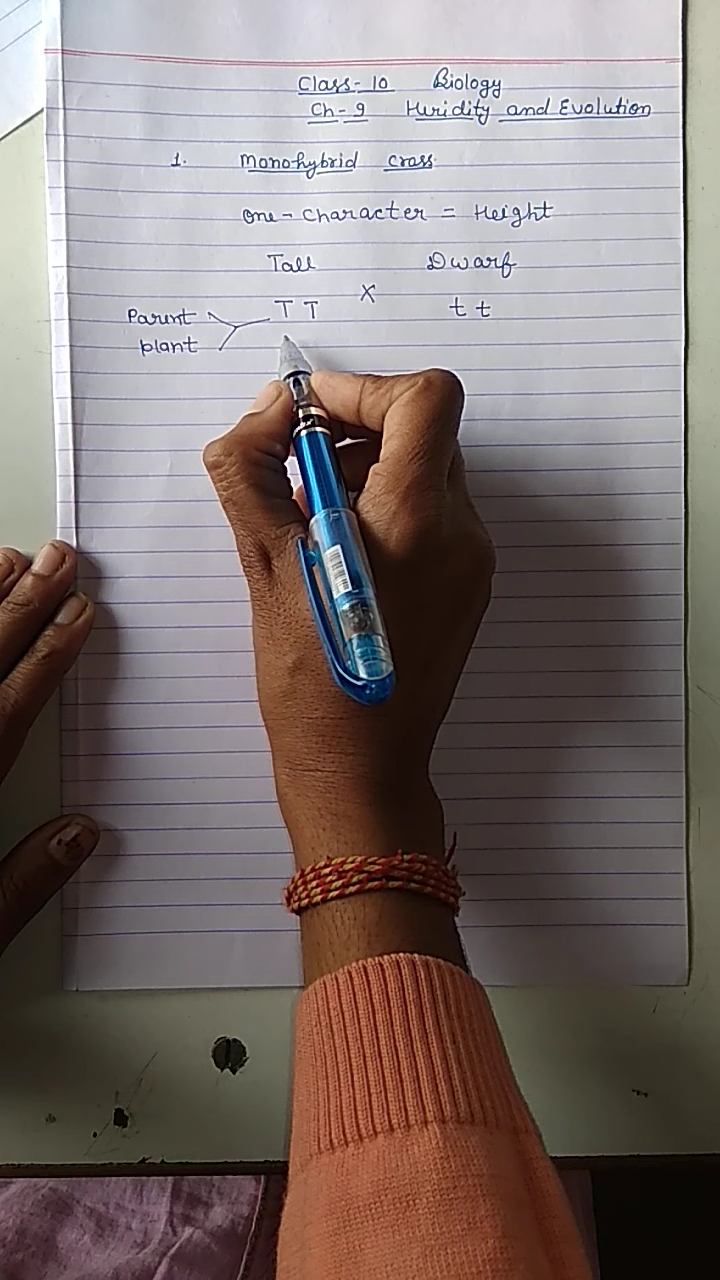 Class-10 Biology
Ch-9 Huridity and Evolution
1. Monohybrid cross
one-character = Height
Tall Dwarf
Parent plant TT X tt